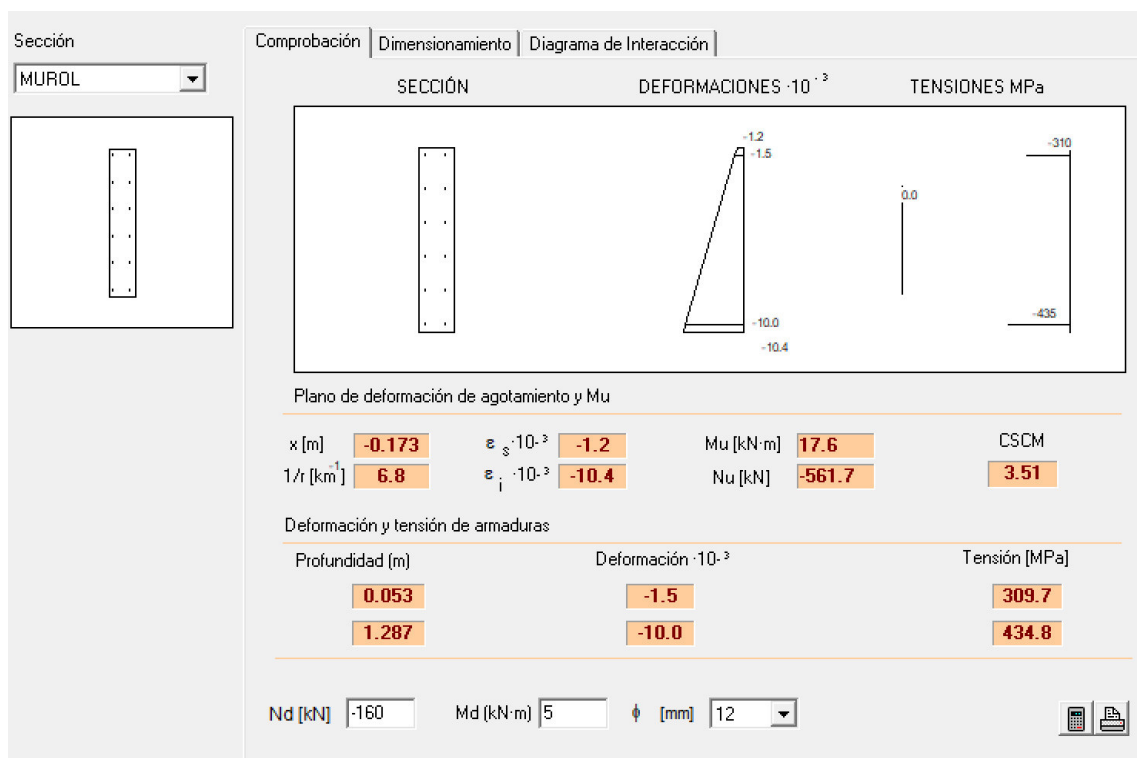 Sección
MUROL
Comprobación Dimensionamiento Diagrama de Interacción
SECCIÓN DEFORMACIONES ·10⁻³ TENSIONES MPa
-1.2
-1.5
-310
0.0
-10.0
-10.4
-435
Plano de deformación de agotamiento y Mu
x [m] -0.173 ε s ·10-³ -1.2 Mu [kN·m] 17.6 CSCM
1/r [km⁻¹] 6.8 ε i ·10-³ -10.4 Nu [kN] -561.7 3.51
Deformación y tensión de armaduras
Profundidad (m) Deformación ·10-³ Tensión [MPa]
0.053 -1.5 309.7
1.287 -10.0 434.8
Nd [kN] -160 Md (kN·m) 5 ϕ [mm] 12